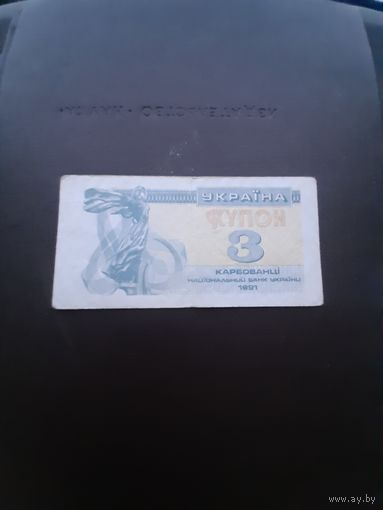 УКРАЇНА
КУПОН
3
КАРБОВАНЦІ
НАЦІОНАЛЬНИЙ БАНК УКРАЇНИ
1991
www.ay.by